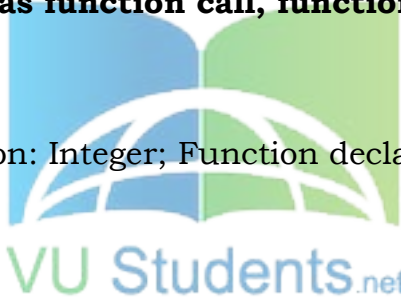 as function call, function
on: Integer; Function decla
VU Students.net